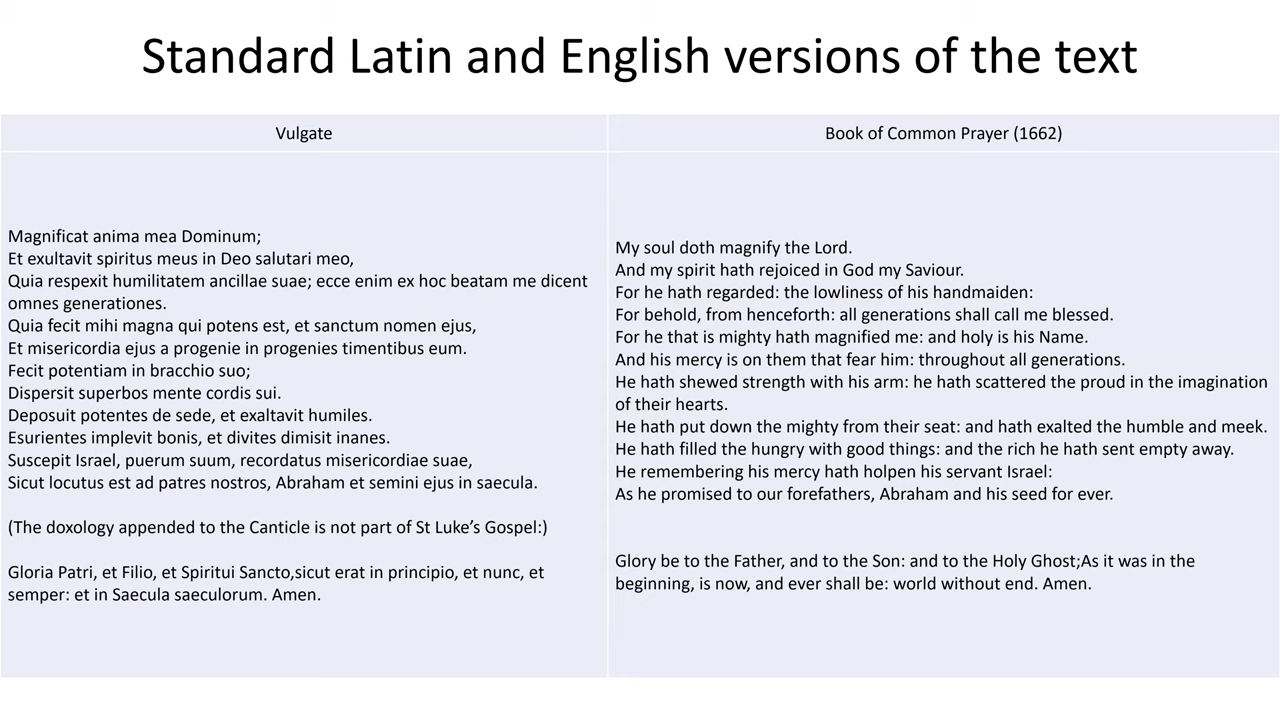 Standard Latin and English versions of the text
Vulgate
Magnificat anima mea Dominum;
Et exultavit spiritus meus in Deo salutari meo,
Quia respexit humilitatem ancillae suae; ecce enim ex hoc beatam me dicent
omnes generationes.
Quia fecit mihi magna qui potens est, et sanctum nomen ejus,
Et misericordia ejus a progenie in progenies timentibus eum.
Fecit potentiam in bracchio suo;
Dispersit superbos mente cordis sui.
Deposuit potentes de sede, et exaltavit humiles.
Esurientes implevit bonis, et divites dimisit inanes.
Suscepit Israel, puerum suum, recordatus misericordiae suae,
Sicut locutus est ad patres nostros, Abraham et semini ejus in saecula.
(The doxology appended to the Canticle is not part of St Luke’s Gospel:)
Gloria Patri, et Filio, et Spiritui Sancto,sicut erat in principio, et nunc, et
semper: et in Saecula saeculorum. Amen.
Book of Common Prayer (1662)
My soul doth magnify the Lord.
And my spirit hath rejoiced in God my Saviour.
For he hath regarded: the lowliness of his handmaiden:
For behold, from henceforth: all generations shall call me blessed.
For he that is mighty hath magnified me: and holy is his Name.
And his mercy is on them that fear him: throughout all generations.
He hath shewed strength with his arm: he hath scattered the proud in the imagination
of their hearts.
He hath put down the mighty from their seat: and hath exalted the humble and meek.
He hath filled the hungry with good things: and the rich he hath sent empty away.
He remembering his mercy hath holpen his servant Israel:
As he promised to our forefathers, Abraham and his seed for ever.
Glory be to the Father, and to the Son: and to the Holy Ghost;As it was in the
beginning, is now, and ever shall be: world without end. Amen.